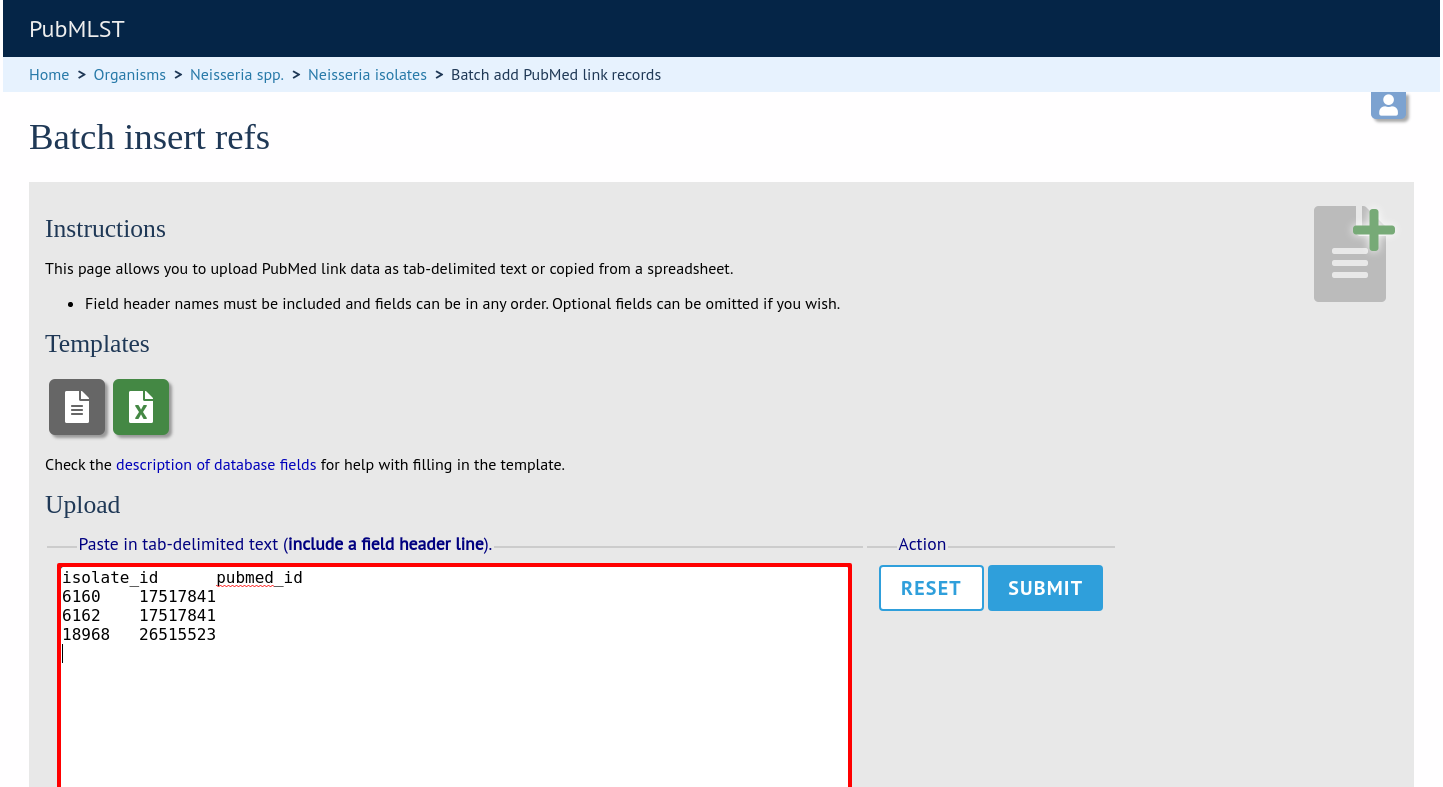 PubMLST
Home > Organisms > Neisseria spp. > Neisseria isolates > Batch add PubMed link records
Batch insert refs
Instructions
This page allows you to upload PubMed link data as tab-delimited text or copied from a spreadsheet.
• Field header names must be included and fields can be in any order. Optional fields can be omitted if you wish.
Templates
X
Check the description of database fields for help with filling in the template.
Upload
Paste in tab-delimited text (include a field header line).
Action
isolate_id	pubmed_id
6160	17517841
6162	17517841
18968	26515523
RESET SUBMIT